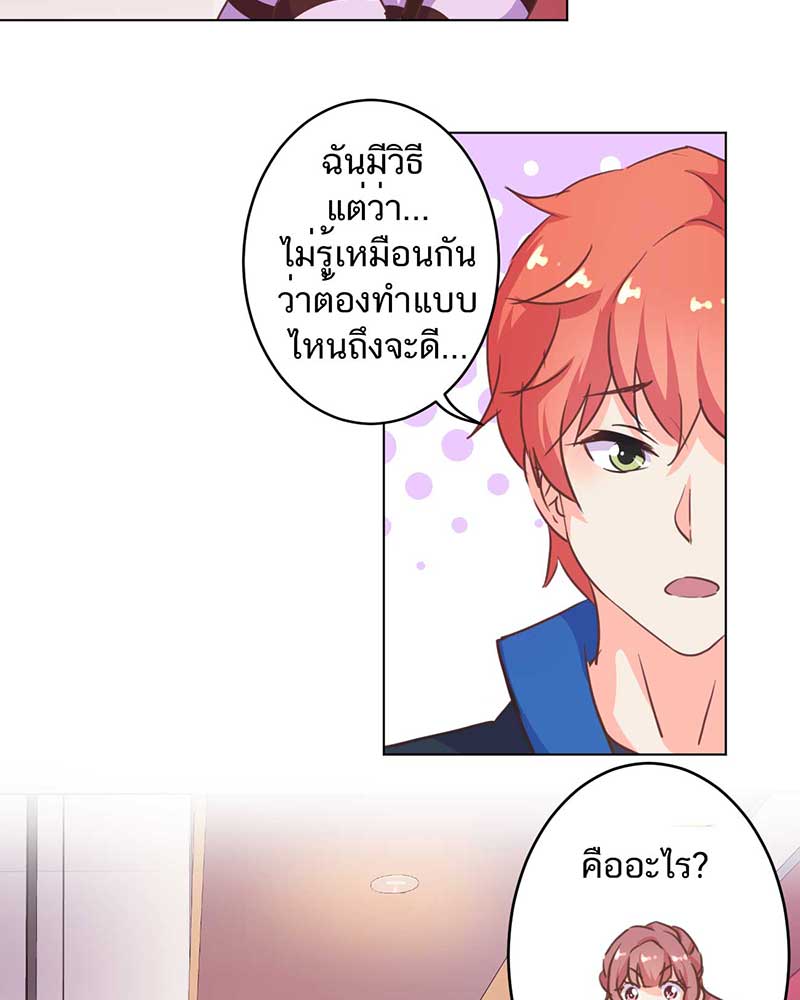 ฉันมีวิธี
แต่ว่า...
ไม่รู้เหมือนกัน
ว่าต้องทำแบบ
ไหนถึงจะดี...
คืออะไร?